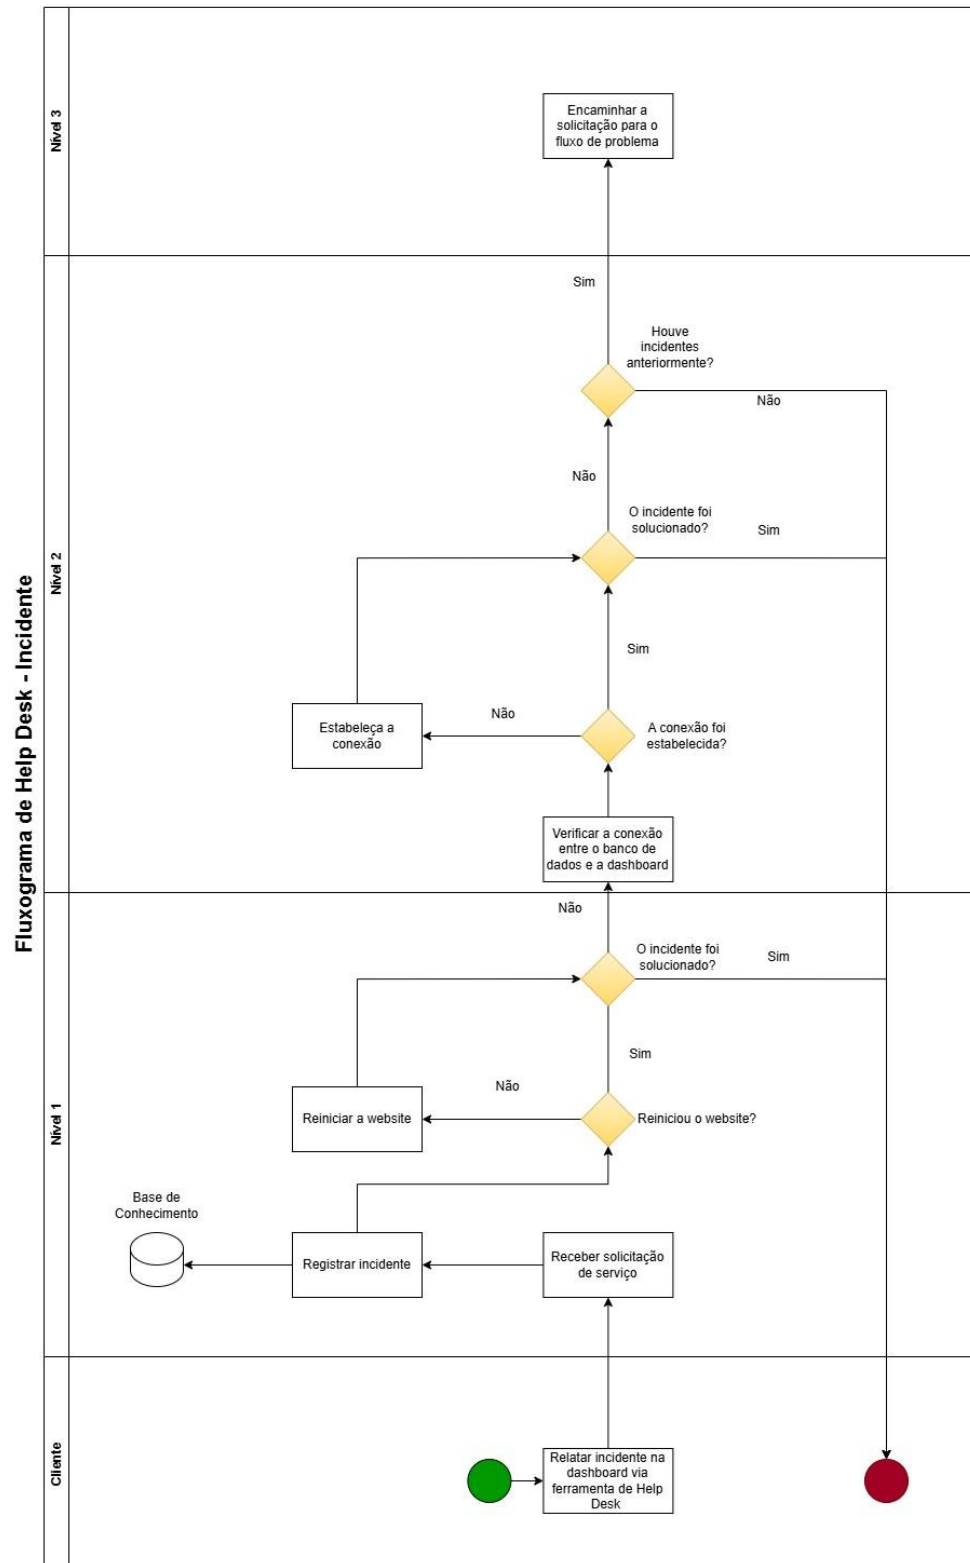 Fluxograma de Help Desk - Incidente
Nível 3
Encaminhar a
solicitação para o
fluxo de problema
Sim
Nível 2
Houve
incidentes
anteriormente?
Não
Não
O incidente foi
solucionado?
Sim
Sim
Não
Estabeleça a
conexão
A conexão foi
estabelecida?
Verificar a conexão
entre o banco de
dados e a dashboard
Nível 1
Não
O incidente foi
solucionado?
Sim
Sim
Não
Reiniciar a website
Reiniciou o website?
Base de
Conhecimento
Registrar incidente
Receber solicitação
de serviço
Cliente
Relatar incidente na
dashboard via
ferramenta de Help
Desk